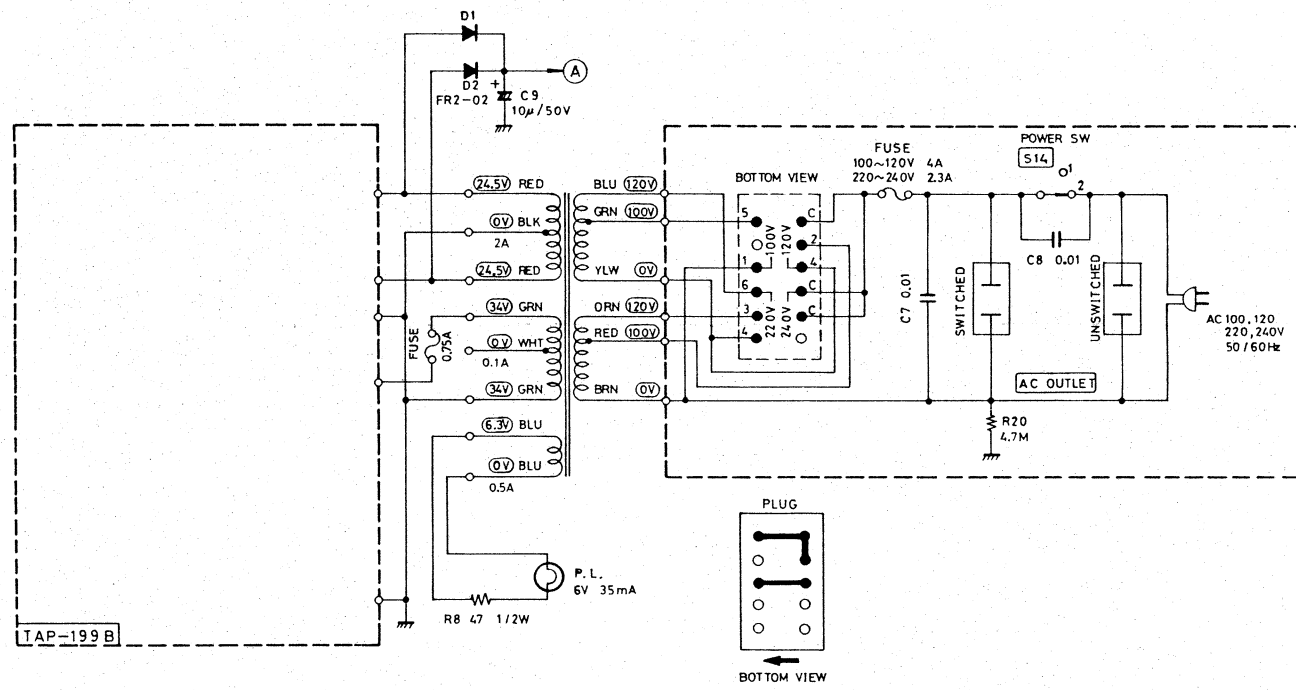 D1
D2
FR2-02
+
C9
10μ/50V
A
24.5V RED
0V BLK
2A
24.5V RED
34V GRN
0V WHT
0.1A
34V GRN
6.3V BLU
0V BLU
0.5A
FUSE
0.75A
BLU 120V
GRN 100V
YLW 0V
ORN 120V
RED 100V
BRN 0V
BOTTOM VIEW
5 C
100V 120V
2
1 4
6 C
220V 240V
3 C
4
FUSE
100~120V 4A
220~240V 2.3A
POWER SW
S14
1
2
C8 0.01
C7 0.01
SWITCHED
UNSWITCHED
AC OUTLET
AC 100, 120
220, 240V
50/60Hz
R20
4.7M
P.L.
6V 35mA
R8 47 1/2W
TAP-199B
PLUG
BOTTOM VIEW